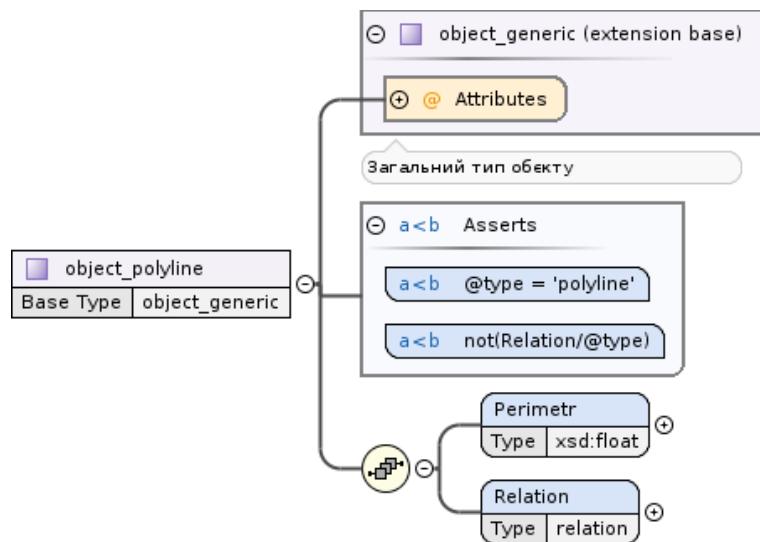 object_generic (extension base)
@ Attributes
Загальний тип обєкту
a<b Asserts
object_polyline
Base Type object_generic
a<b @type = 'polyline'
a<b not(Relation/@type)
Perimetr
Type xsd:float
Relation
Type relation